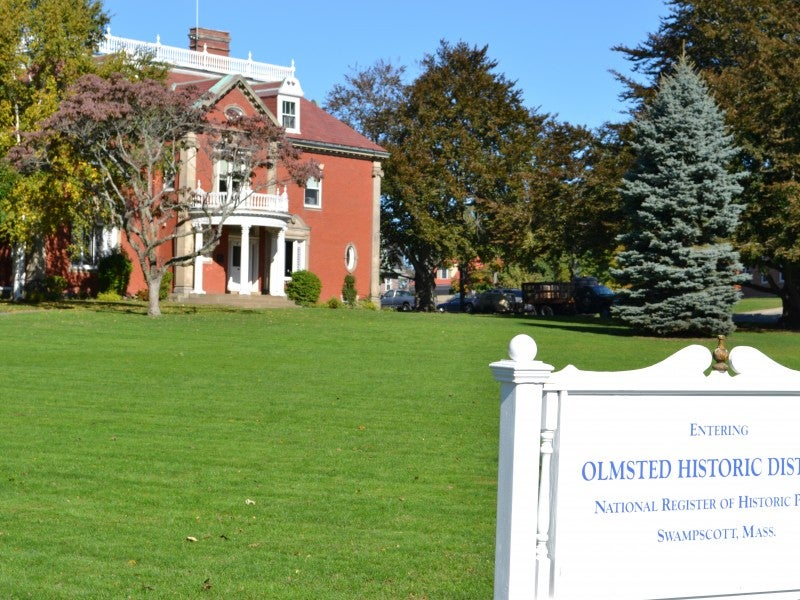 Entering
OLMSTED HISTORIC DIST
National Register of Historic P
Swampscott, Mass.